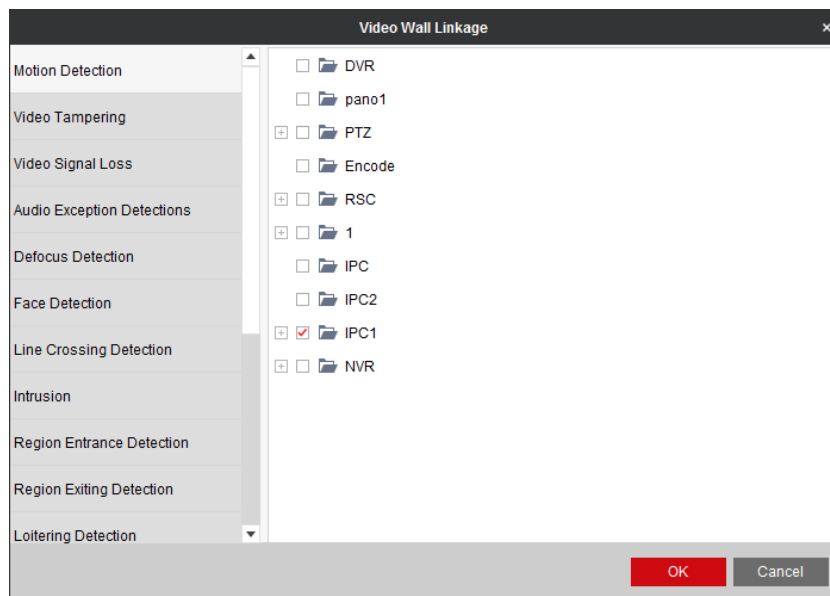 Video Wall Linkage
Motion Detection
Video Tampering
Video Signal Loss
Audio Exception Detections
Defocus Detection
Face Detection
Line Crossing Detection
Intrusion
Region Entrance Detection
Region Exiting Detection
Loitering Detection
DVR
pano1
PTZ
Encode
RSC
1
IPC
IPC2
IPC1
NVR
OK
Cancel